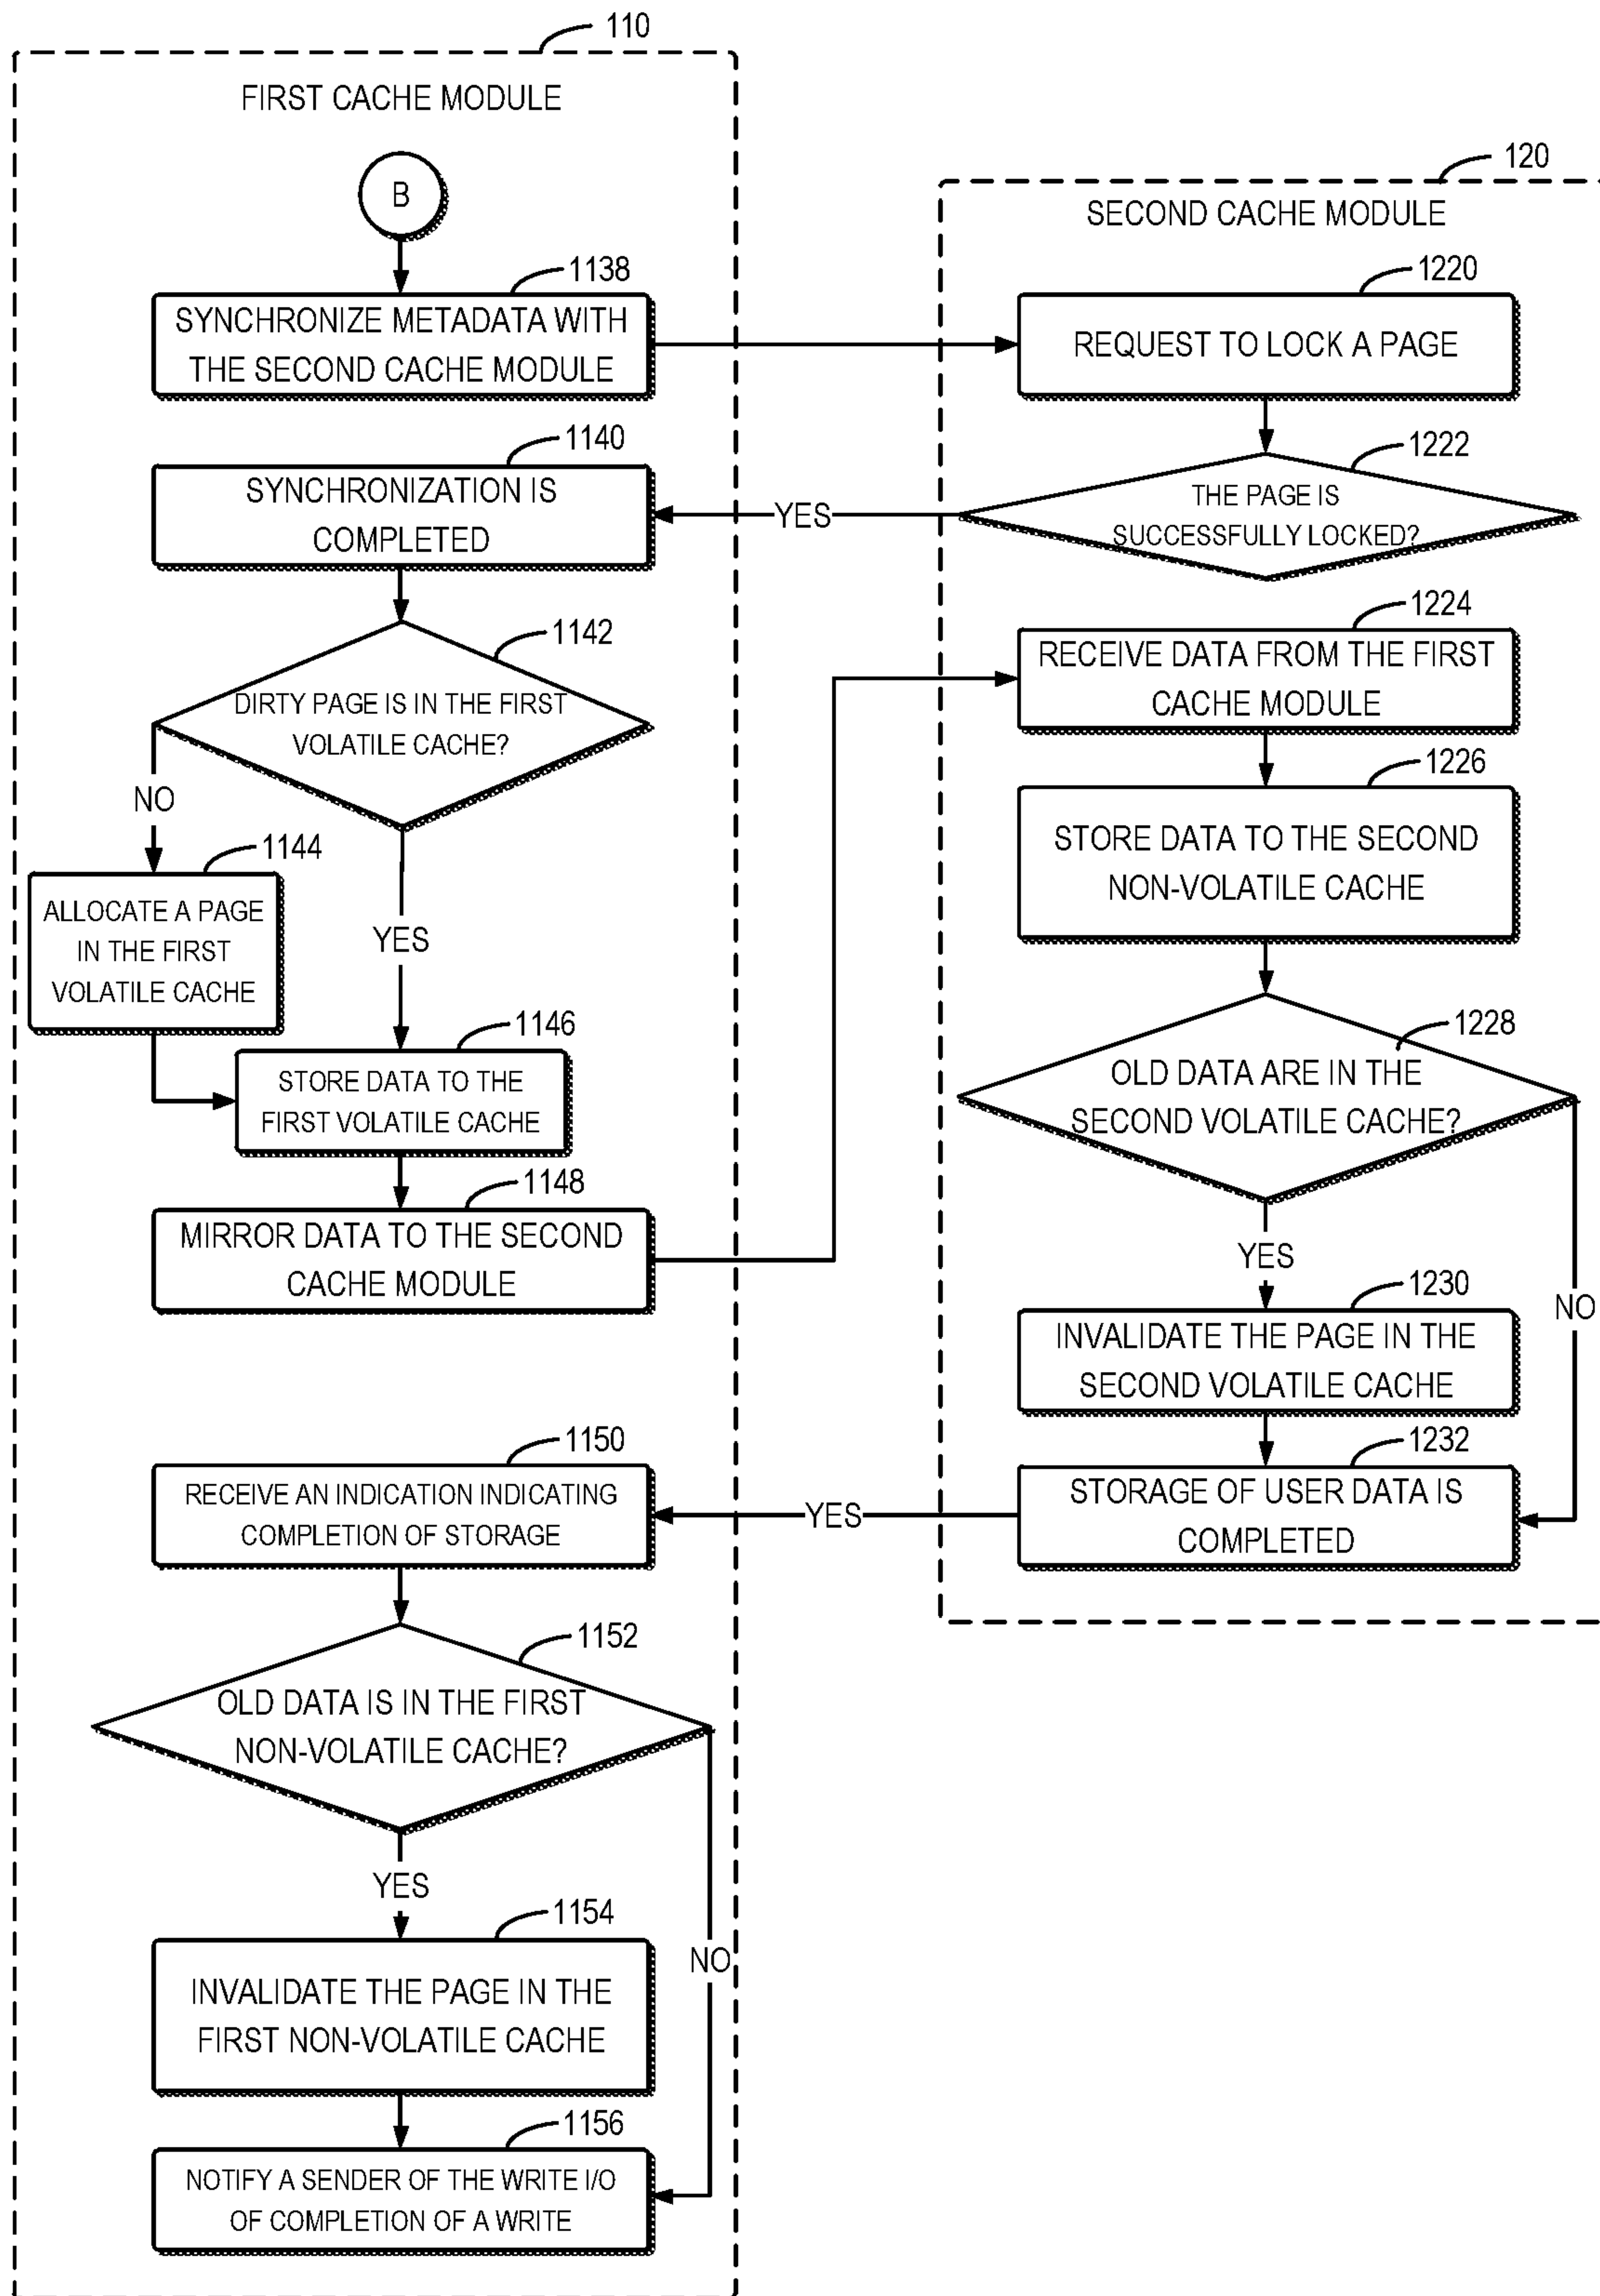 110
FIRST CACHE MODULE
B
1138
SYNCHRONIZE METADATA WITH
THE SECOND CACHE MODULE
1140
SYNCHRONIZATION IS
COMPLETED
1142
DIRTY PAGE IS IN THE FIRST
VOLATILE CACHE?
NO
1144
ALLOCATE A PAGE
IN THE FIRST
VOLATILE CACHE
YES
1146
STORE DATA TO THE
FIRST VOLATILE CACHE
1148
MIRROR DATA TO THE SECOND
CACHE MODULE
1150
RECEIVE AN INDICATION INDICATING
COMPLETION OF STORAGE
1152
OLD DATA IS IN THE FIRST
NON-VOLATILE CACHE?
YES
NO
1154
INVALIDATE THE PAGE IN THE
FIRST NON-VOLATILE CACHE
1156
NOTIFY A SENDER OF THE WRITE I/O
OF COMPLETION OF A WRITE
120
SECOND CACHE MODULE
1220
REQUEST TO LOCK A PAGE
1222
THE PAGE IS
SUCCESSFULLY LOCKED?
YES
1224
RECEIVE DATA FROM THE FIRST
CACHE MODULE
1226
STORE DATA TO THE SECOND
NON-VOLATILE CACHE
1228
OLD DATA ARE IN THE
SECOND VOLATILE CACHE?
YES
NO
1230
INVALIDATE THE PAGE IN THE
SECOND VOLATILE CACHE
1232
STORAGE OF USER DATA IS
COMPLETED
YES